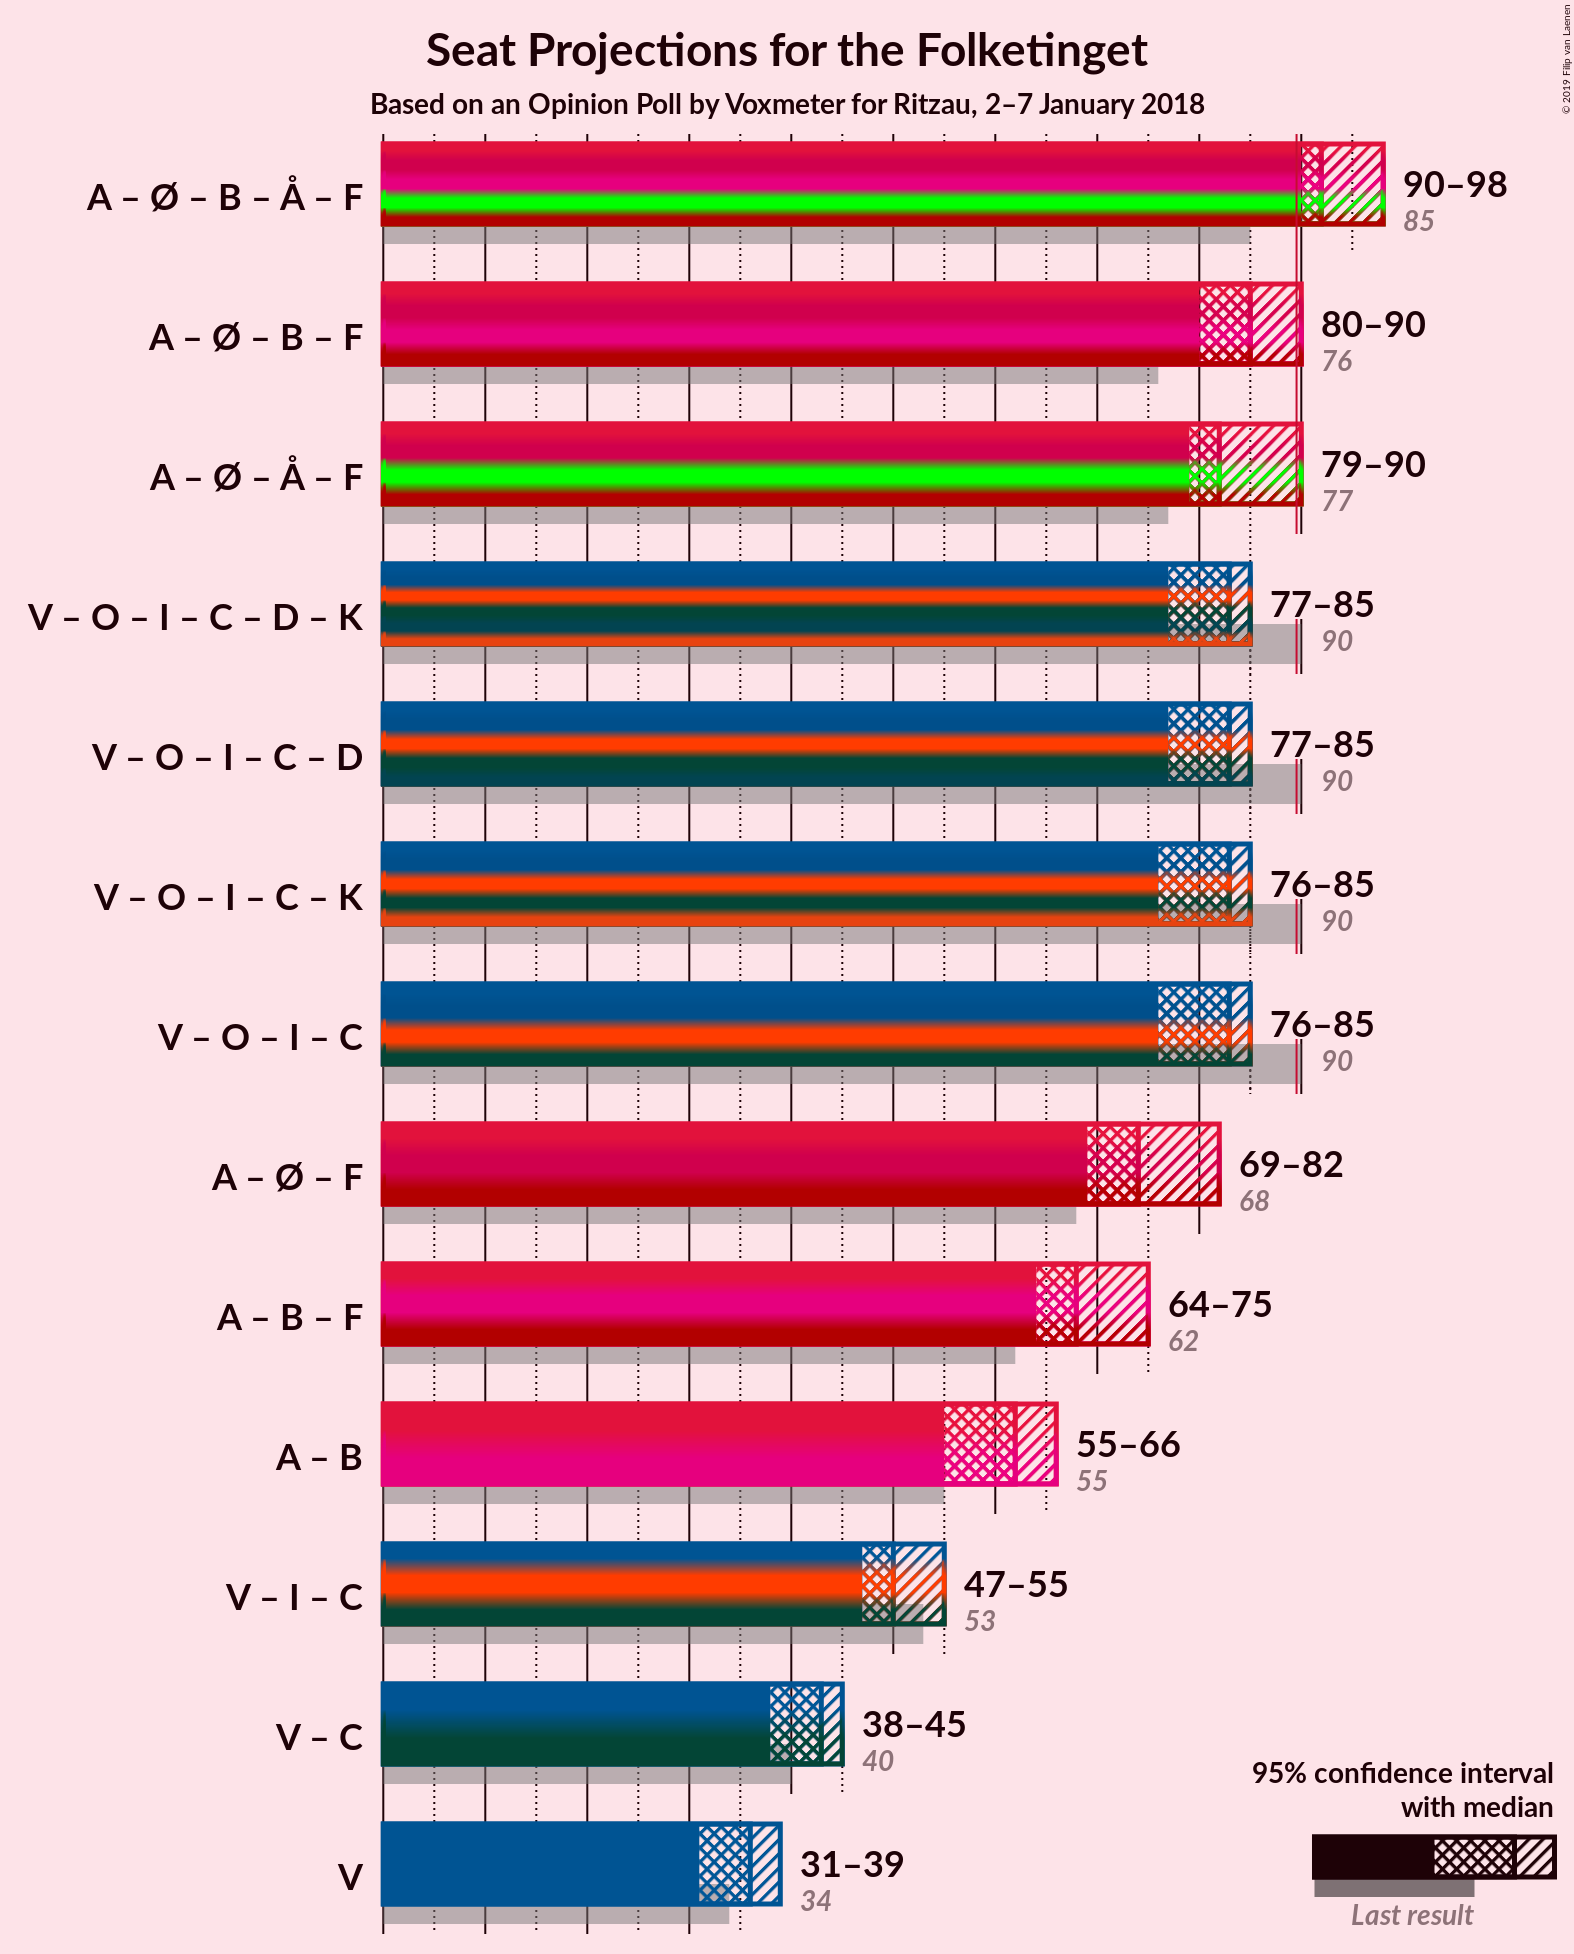 Seat Projections for the Folketinget
Based on an Opinion Poll by Voxmeter for Ritzau, 2–7 January 2018
© 2019 Filip van Laenen
A – Ø – B – Å – F
90–98
85
A – Ø – B – F
80–90
76
A – Ø – Å – F
79–90
77
V – O – I – C – D – K
77–85
90
V – O – I – C – D
77–85
90
V – O – I – C – K
76–85
90
V – O – I – C
76–85
90
A – Ø – F
69–82
68
A – B – F
64–75
62
A – B
55–66
55
V – I – C
47–55
53
V – C
38–45
40
V
31–39
34
95% confidence interval
with median
Last result